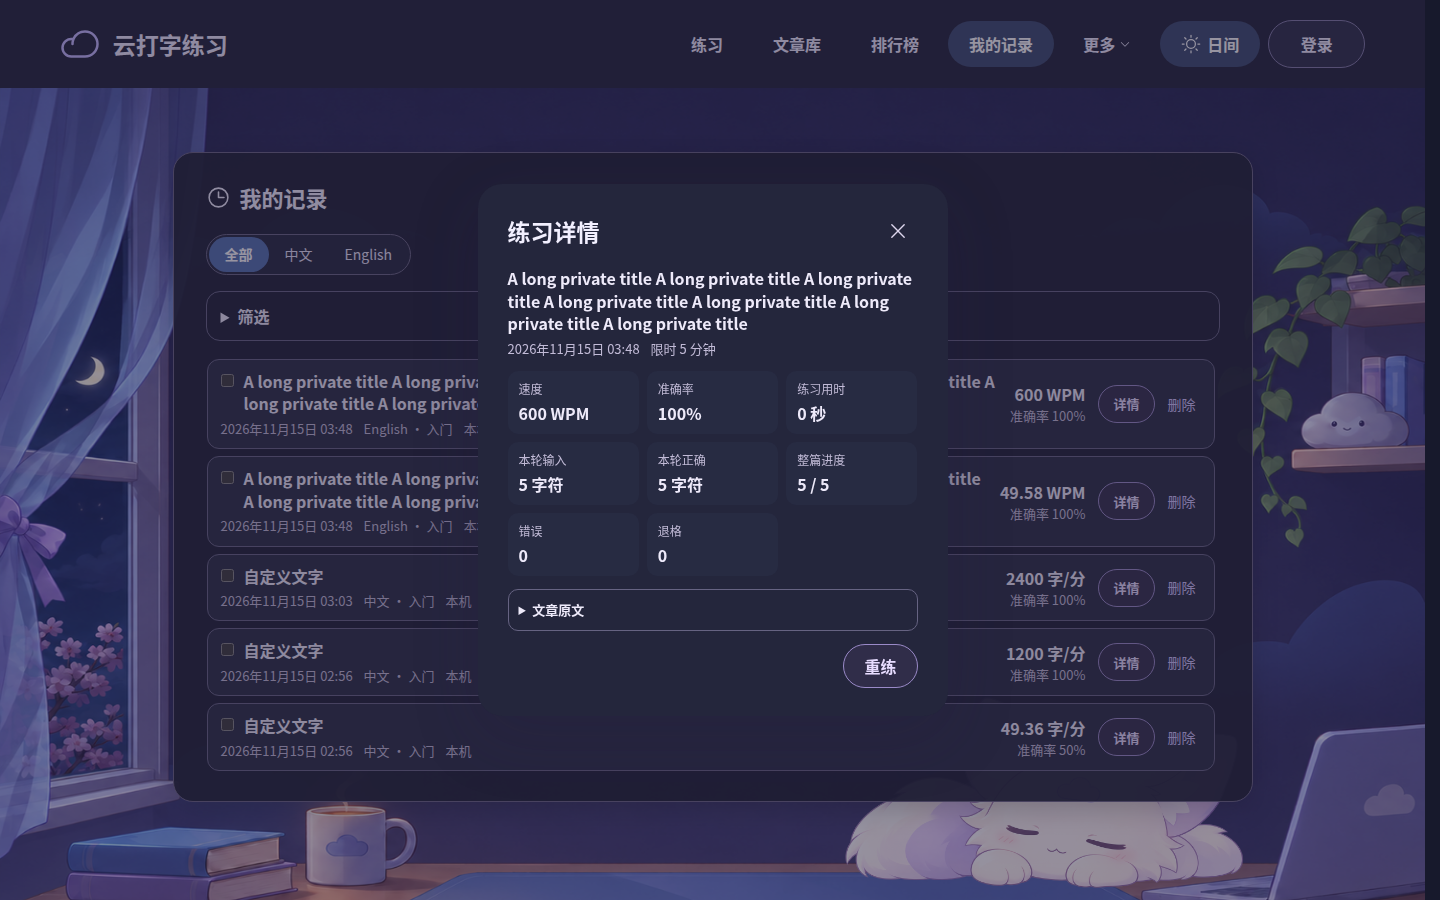 云打字练习
练习
文章库
排行榜
我的记录
更多
日间
登录
我的记录
全部
中文
English
筛选
A long private title A long priva
title A
long private title A long privat
2026年11月15日 03:48 English · 入门 本
600 WPM
准确率 100%
详情
删除
A long private title A long priva
title
A long private title A long privat
2026年11月15日 03:48 English · 入门 本
49.58 WPM
准确率 100%
详情
删除
自定义文字
2026年11月15日 03:03 中文 · 入门 本机
2400 字/分
准确率 100%
详情
删除
自定义文字
2026年11月15日 02:56 中文 · 入门 本机
1200 字/分
准确率 100%
详情
删除
自定义文字
2026年11月15日 02:56 中文 · 入门 本机
49.36 字/分
准确率 50%
详情
删除
练习详情
A long private title A long private title A long private
title A long private title A long private title A long
private title A long private title
2026年11月15日 03:48 限时 5 分钟
速度
600 WPM
准确率
100%
练习用时
0 秒
本轮输入
5 字符
本轮正确
5 字符
整篇进度
5 / 5
错误
0
退格
0
文章原文
重练